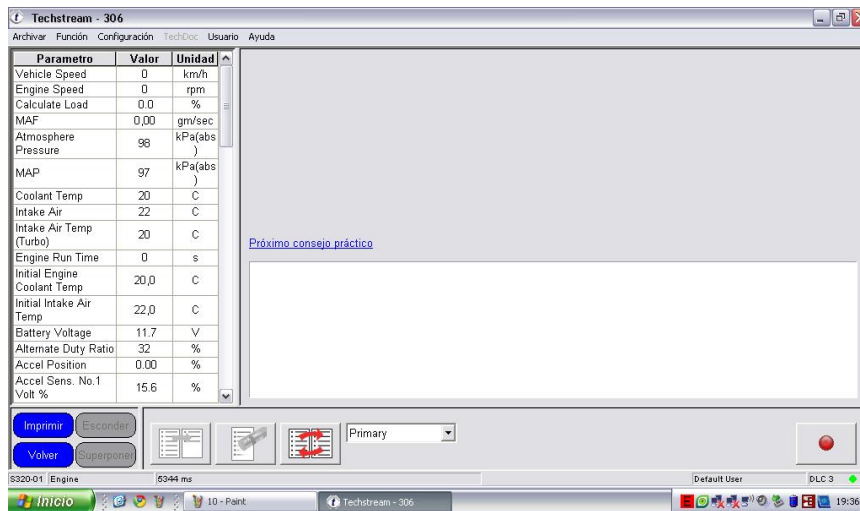 Techstream - 306
Archivar Función Configuración TechDoc Usuario Ayuda
Parametro Valor Unidad
Vehicle Speed 0 km/h
Engine Speed 0 rpm
Calculate Load 0.0 %
MAF 0,00 gm/sec
Atmosphere
Pressure 98 kPa(abs
)
MAP 97 kPa(abs
)
Coolant Temp 20 C
Intake Air 22 C
Intake Air Temp
(Turbo) 20 C
Engine Run Time 0 s
Initial Engine
Coolant Temp 20,0 C
Initial Intake Air
Temp 22,0 C
Battery Voltage 11.7 V
Alternate Duty Ratio 32 %
Accel Position 0.00 %
Accel Sens. No.1
Volt % 15.6 %
Próximo consejo práctico
Imprimir Esconder
Volver Superponer
Primary
S320-01 Engine 5344 ms Default User DLC 3
Inicio 10 - Paint Techstream - 306 19:36